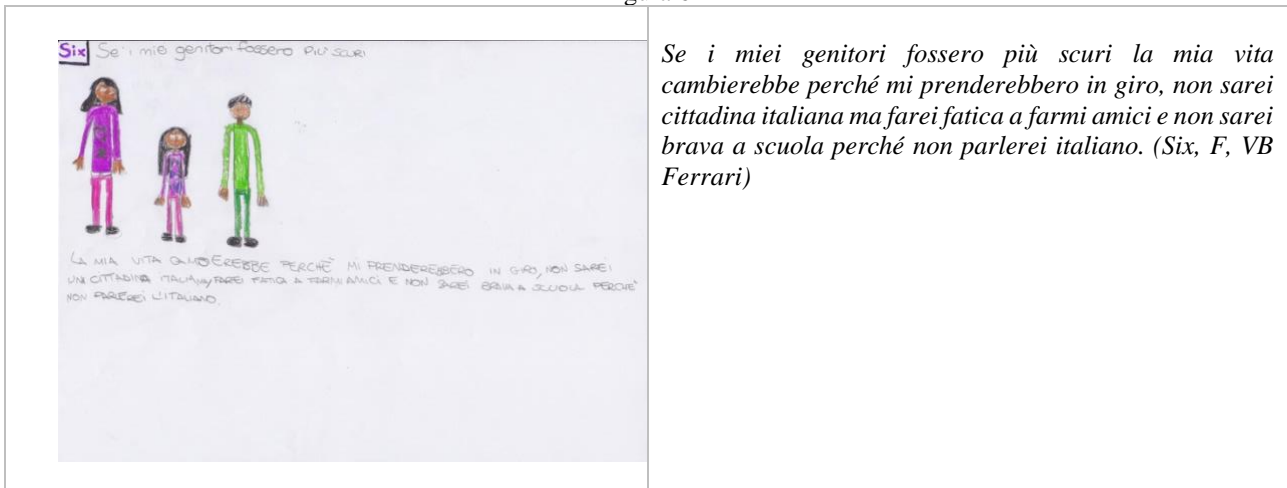 Six Se i mie genitori fossero più scuri
LA MIA VITA CAMBIEREBBE PERCHÈ MI PRENDEREBBERO IN GIRO, NON SAREI
UNA CITTADINA ITALIANA, FAREI FATICA A FARMI AMICI E NON SAREI BRAVA A SCUOLA PERCHE'
NON PARLEREI L'ITALIANO.
Se i miei genitori fossero più scuri la mia vita
cambierebbe perché mi prenderebbero in giro, non sarei
cittadina italiana ma farei fatica a farmi amici e non sarei
brava a scuola perché non parlerei italiano. (Six, F, VB
Ferrari)